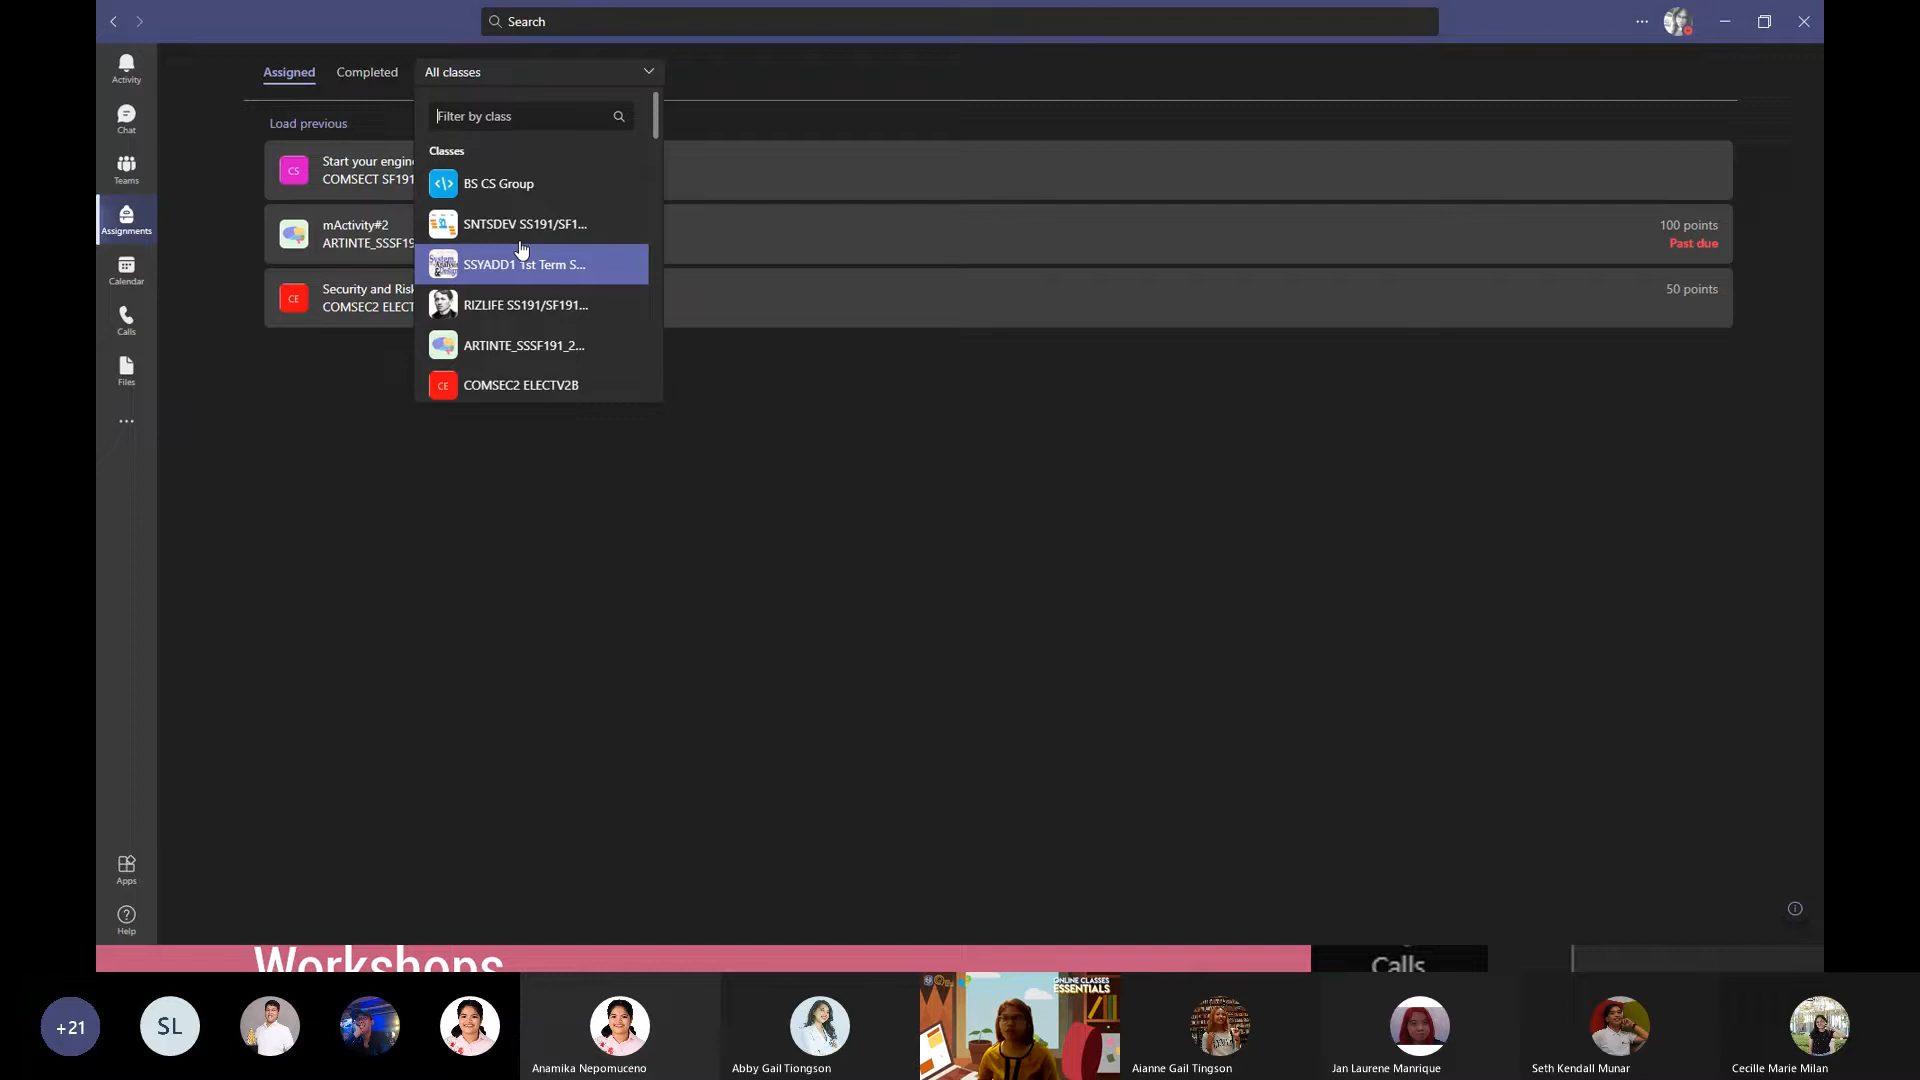 Search
Activity
Chat
Teams
Assignments
Calendar
Calls
Files
Apps
Help
Assigned
Completed
All classes
Load previous
Filter by class
Classes
BS CS Group
SNTSDEV SS191/SF1...
SSYADD1 1st Term S...
RIZLIFE SS191/SF191...
ARTINTE_SSSF191_2...
CE
COMSEC2 ELECTV2B
CS
Start your engin
COMSECT SF191
mActivity#2
ARTINTE_SSSF19
100 points
Past due
CE
Security and Risk
COMSEC2 ELECT
50 points
Workshops
Calls
+21
SL
ONLINE CLASSES
ESSENTIALS
Anamika Nepomuceno
Abby Gail Tiongson
Aianne Gail Tingson
Jan Laurene Manrique
Seth Kendall Munar
Cecille Marie Milan